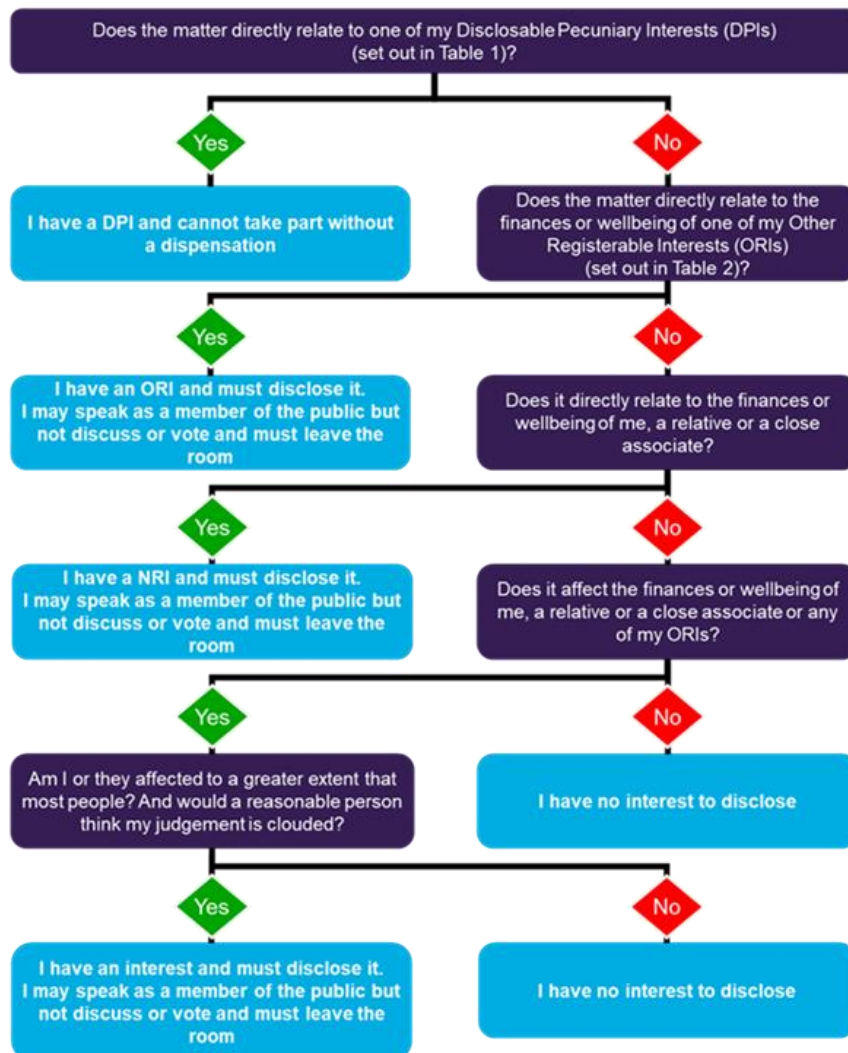 Does the matter directly relate to one of my Disclosable Pecuniary Interests (DPIs)
(set out in Table 1)?
Yes
No
I have a DPI and cannot take part without
a dispensation
Does the matter directly relate to the
finances or wellbeing of one of my Other
Registerable Interests (ORIs)
(set out in Table 2)?
Yes
No
I have an ORI and must disclose it.
I may speak as a member of the public but
not discuss or vote and must leave the
room
Does it directly relate to the finances or
wellbeing of me, a relative or a close
associate?
Yes
No
I have a NRI and must disclose it.
I may speak as a member of the public but
not discuss or vote and must leave the
room
Does it affect the finances or wellbeing of
me, a relative or a close associate or any
of my ORIs?
Yes
No
Am I or they affected to a greater extent that
most people? And would a reasonable person
think my judgement is clouded?
I have no interest to disclose
Yes
No
I have an interest and must disclose it.
I may speak as a member of the public but
not discuss or vote and must leave the
room
I have no interest to disclose